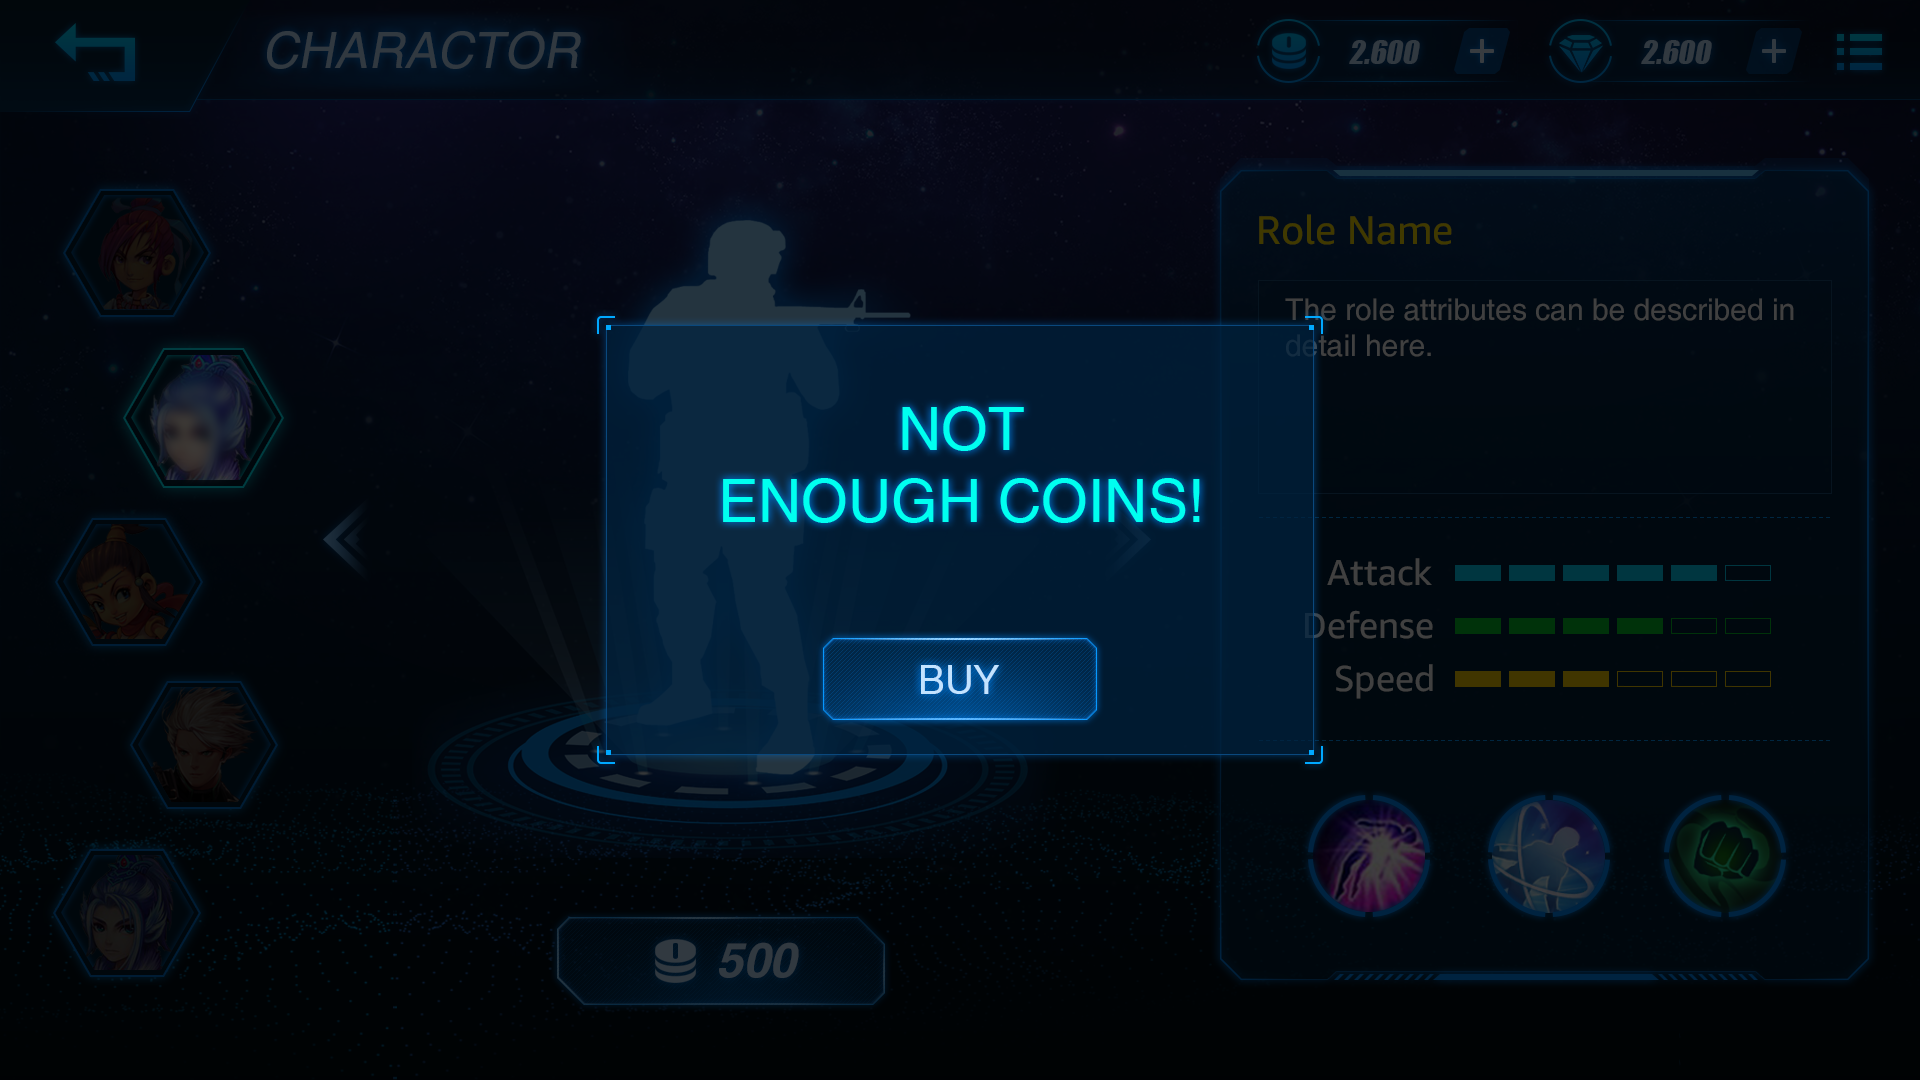 CHARACTOR
2.600
2.600
Role Name
The role attributes can be described in
detail here.
NOT
ENOUGH COINS!
Attack
Defense
Speed
BUY
500